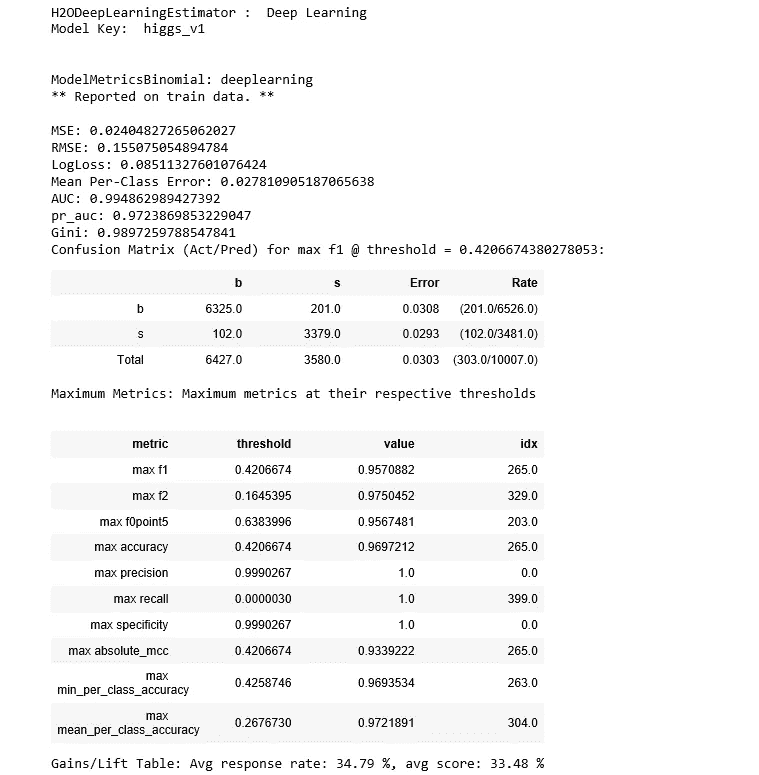 H2ODeepLearningEstimator :  Deep Learning
Model Key:  higgs_v1
ModelMetricsBinomial: deeplearning
** Reported on train data. **
MSE: 0.02404827265062027
RMSE: 0.155075054894784
LogLoss: 0.08511327601076424
Mean Per-Class Error: 0.027810905187065638
AUC: 0.994862989427392
pr_auc: 0.9723869853229047
Gini: 0.9897259788547841
Confusion Matrix (Act/Pred) for max f1 @ threshold = 0.4206674380278053:
b s Error Rate
b 6325.0 201.0 0.0308 (201.0/6526.0)
s 102.0 3379.0 0.0293 (102.0/3481.0)
Total 6427.0 3580.0 0.0303 (303.0/10007.0)
Maximum Metrics: Maximum metrics at their respective thresholds
metric threshold value idx
max f1 0.4206674 0.9570882 265.0
max f2 0.1645395 0.9750452 329.0
max f0point5 0.6383996 0.9567481 203.0
max accuracy 0.4206674 0.9697212 265.0
max precision 0.9990267 1.0 0.0
max recall 0.0000030 1.0 399.0
max specificity 0.9990267 1.0 0.0
max absolute_mcc 0.4206674 0.9339222 265.0
max
min_per_class_accuracy 0.4258746 0.9693534 263.0
max
mean_per_class_accuracy 0.2676730 0.9721891 304.0
Gains/Lift Table: Avg response rate: 34.79 %, avg score: 33.48 %